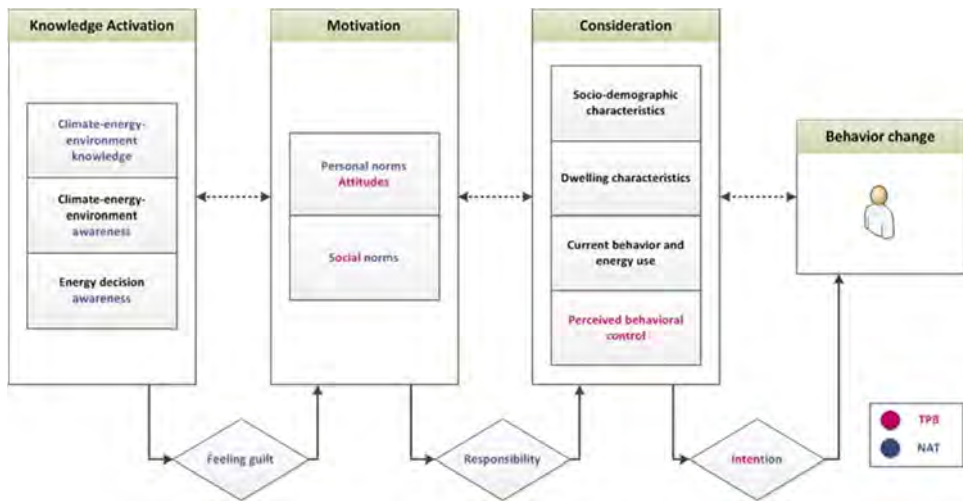 Knowledge Activation
Climate-energy-
environment
knowledge
Climate-energy-
environment
awareness
Energy decision
awareness
Motivation
Personal norms
Attitudes
Social norms
Consideration
Socio-demographic
characteristics
Dwelling characteristics
Current behavior and
energy use
Perceived behavioral
control
Behavior change
Feeling guilt
Responsibility
Intention
TPB
NAT